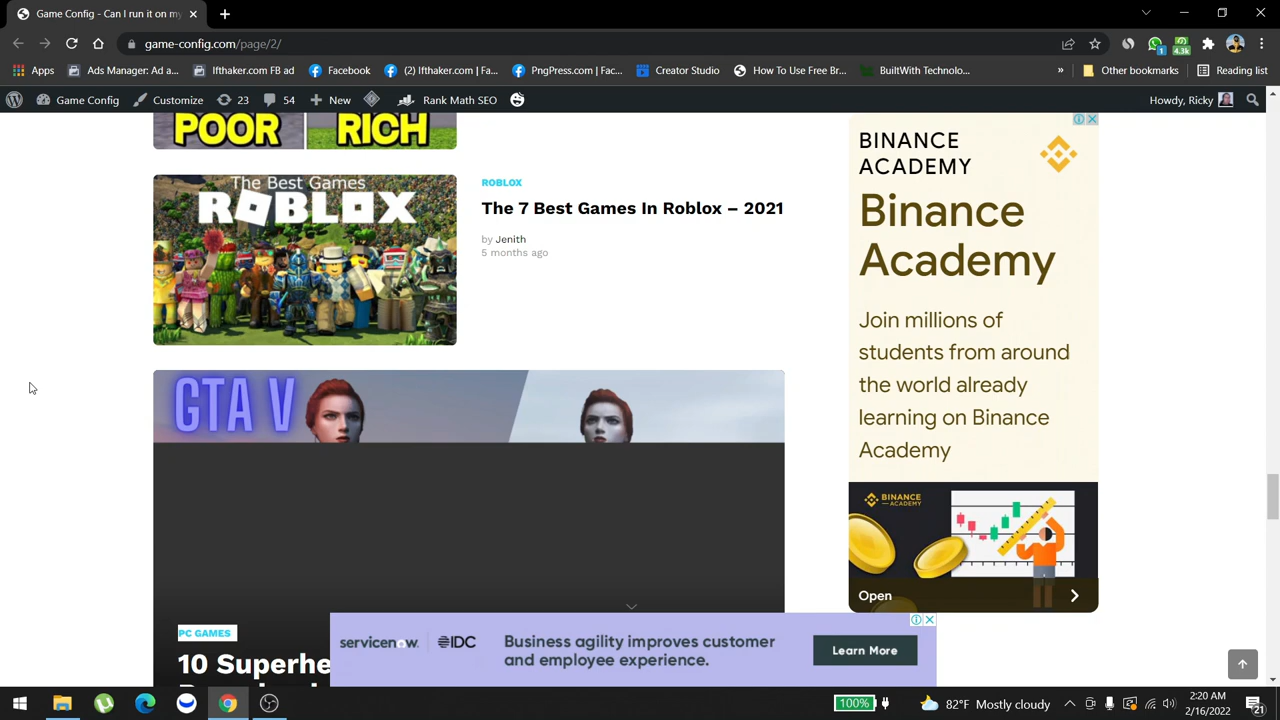 Game Config - Can I run on my
game-config.com/page/2/
1
4.3k
Apps
Ads Manager: Ad a...
Ifthaker.com FB ad
Facebook
(2) Ifthaker.com | Fa...
PngPress.com | Fac...
Creator Studio
How To Use Free Br...
BuiltWith Technolo...
»
Other bookmarks
Reading list
Game Config
Customize
23
54
New
Rank Math SEO
Howdy, Ricky
POOR
RICH
The Best Games
ROBLOX
ROBLOX
The 7 Best Games In Roblox – 2021
by Jenith
5 months ago
GTA V
PC GAMES
10 Superhe
BINANCE
ACADEMY
Binance
Academy
Join millions of
students from around
the world already
learning on Binance
Academy
BINANCE
ACADEMY
Open
servicenow.
IDC
Business agility improves customer
and employee experience.
Learn More
100%
82°F Mostly cloudy
2:20 AM
2/16/2022
21